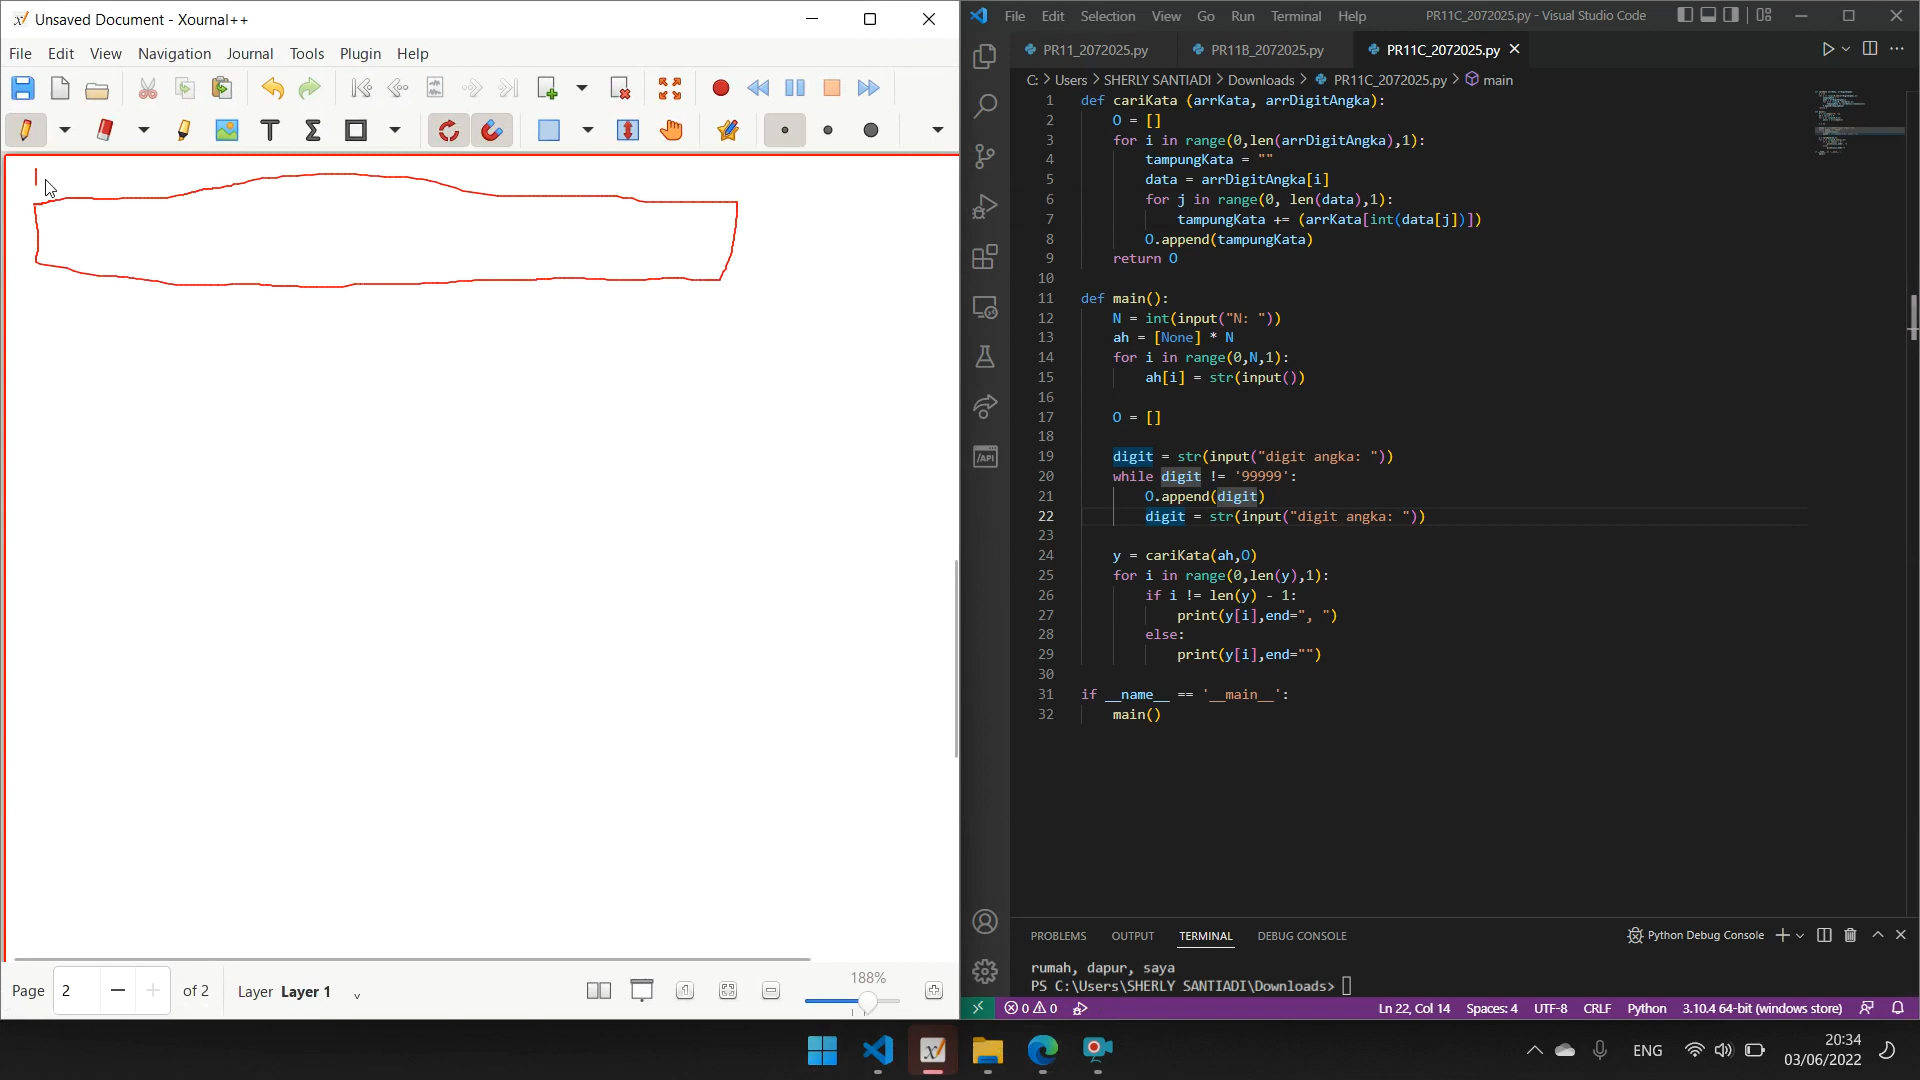 Unsaved Document - Xournal++
File Edit View Navigation Journal Tools Plugin Help
Page 2 of 2 Layer Layer 1 188%
File Edit Selection View Go Run Terminal Help PR11C_2072025.py - Visual Studio Code
PR11_2072025.py PR11B_2072025.py PR11C_2072025.py
C: > Users > SHERLY SANTIADI > Downloads > PR11C_2072025.py > main
1 def cariKata (arrKata, arrDigitAngka):
2 O = []
3 for i in range(0,len(arrDigitAngka),1):
4 tampungKata = ""
5 data = arrDigitAngka[i]
6 for j in range(0, len(data),1):
7 tampungKata += (arrKata[int(data[j])])
8 O.append(tampungKata)
9 return O
10
11 def main():
12 N = int(input("N: "))
13 ah = [None] * N
14 for i in range(0,N,1):
15 ah[i] = str(input())
16
17 O = []
18
19 digit = str(input("digit angka: "))
20 while digit != '99999':
21 O.append(digit)
22 digit = str(input("digit angka: "))
23
24 y = cariKata(ah,O)
25 for i in range(0,len(y),1):
26 if i != len(y) - 1:
27 print(y[i],end=", ")
28 else:
29 print(y[i],end="")
30
31 if __name__ == '__main__':
32 main()
PROBLEMS OUTPUT TERMINAL DEBUG CONSOLE Python Debug Console
rumah, dapur, saya
PS C:\Users\SHERLY SANTIADI\Downloads>
0 0 Ln 22, Col 14 Spaces: 4 UTF-8 CRLF Python 3.10.4 64-bit (windows store)
ENG 20:34
03/06/2022